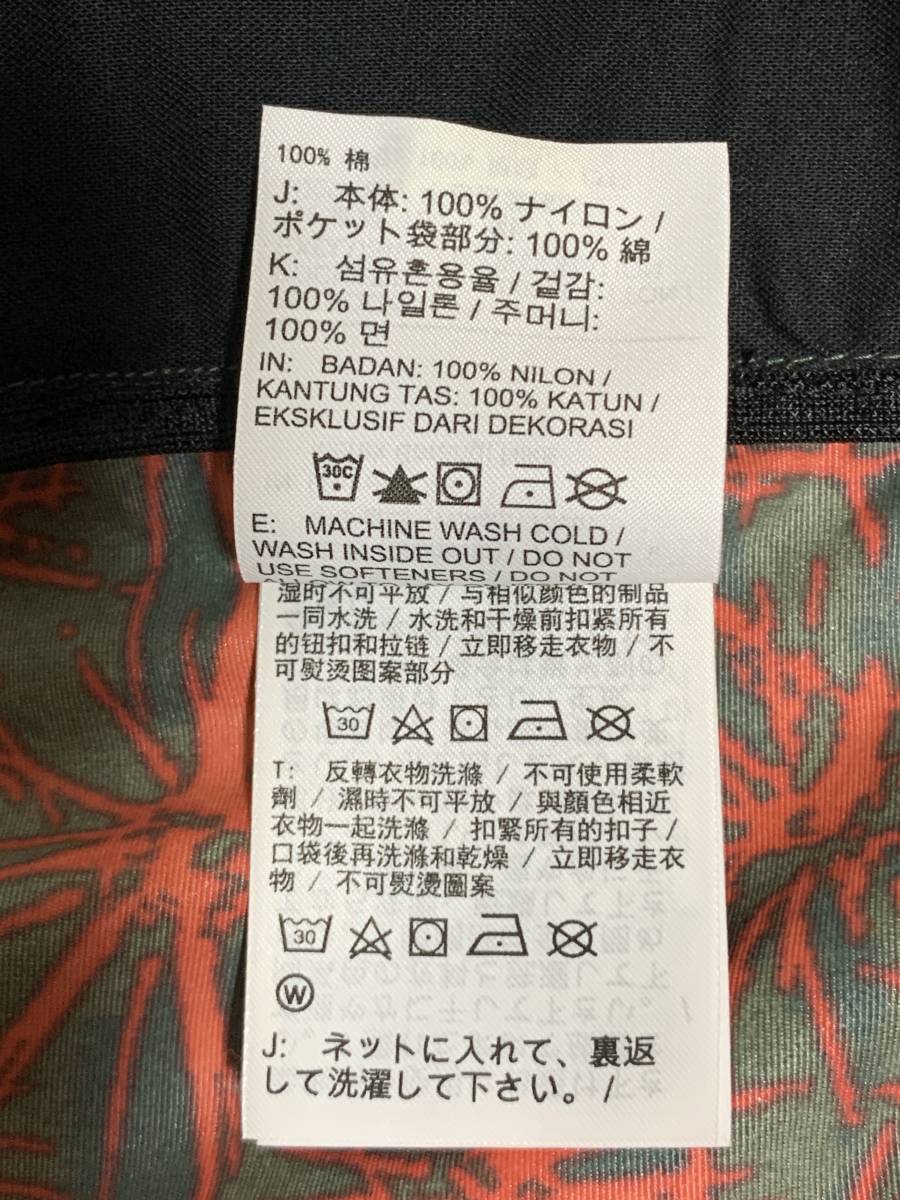 100% 棉
J: 本体: 100% ナイロン /
ポケット袋部分: 100% 綿
K: 섬유혼용율 / 겉감:
100% 나일론 / 주머니:
100% 면
IN: BADAN: 100% NILON /
KANTUNG TAS: 100% KATUN /
EKSKLUSIF DARI DEKORASI
30C
E: MACHINE WASH COLD /
WASH INSIDE OUT / DO NOT
USE SOFTENERS / DO NOT
湿时不可平放 / 与相似颜色的制品
一同水洗 / 水洗和干燥前扣紧所有
的钮扣和拉链 / 立即移走衣物 / 不
可熨烫图案部分
30
T: 反轉衣物洗滌 / 不可使用柔軟
劑 / 濕時不可平放 / 與顏色相近
衣物一起洗滌 / 扣緊所有的扣子 /
口袋後再洗滌和乾燥 / 立即移走衣
物 / 不可熨燙圖案
30
W
J: ネットに入れて、裏返
して洗濯して下さい。 /